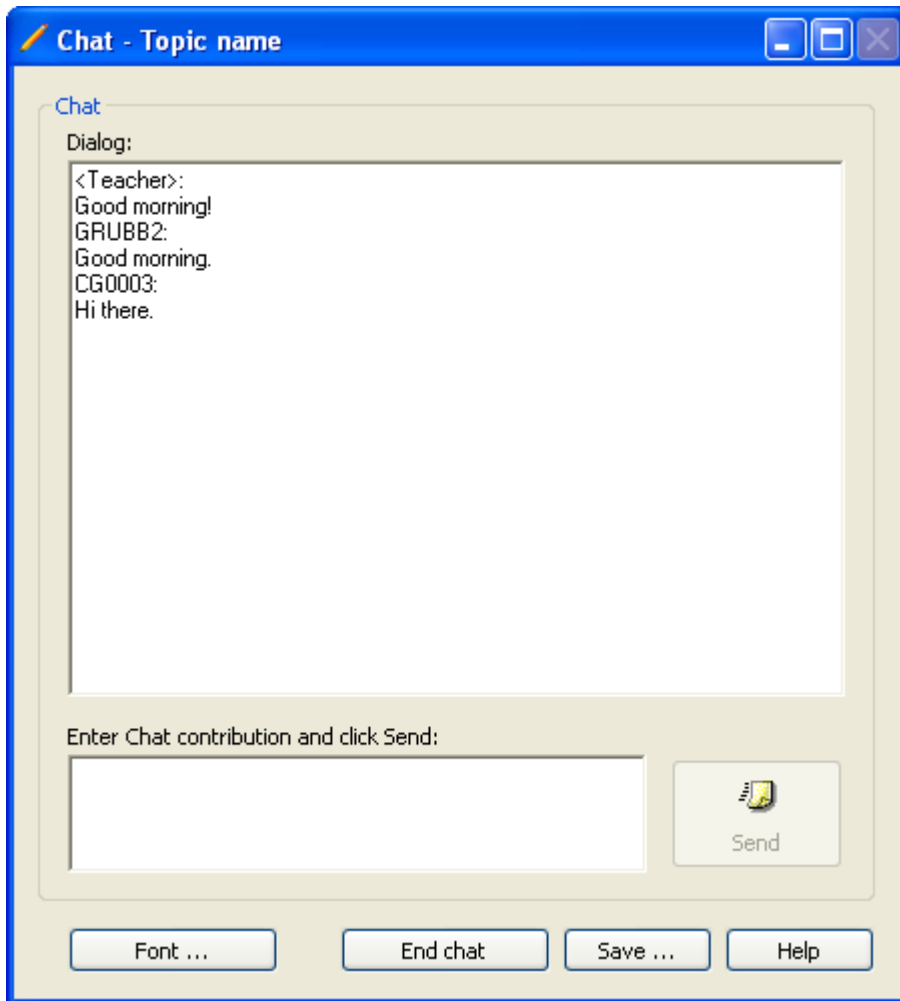 Chat - Topic name
Chat
Dialog:
<Teacher>:
Good morning!
GRUBB2:
Good morning.
CG0003:
Hi there.
Enter Chat contribution and click Send:
Send
Font ...
End chat
Save ...
Help